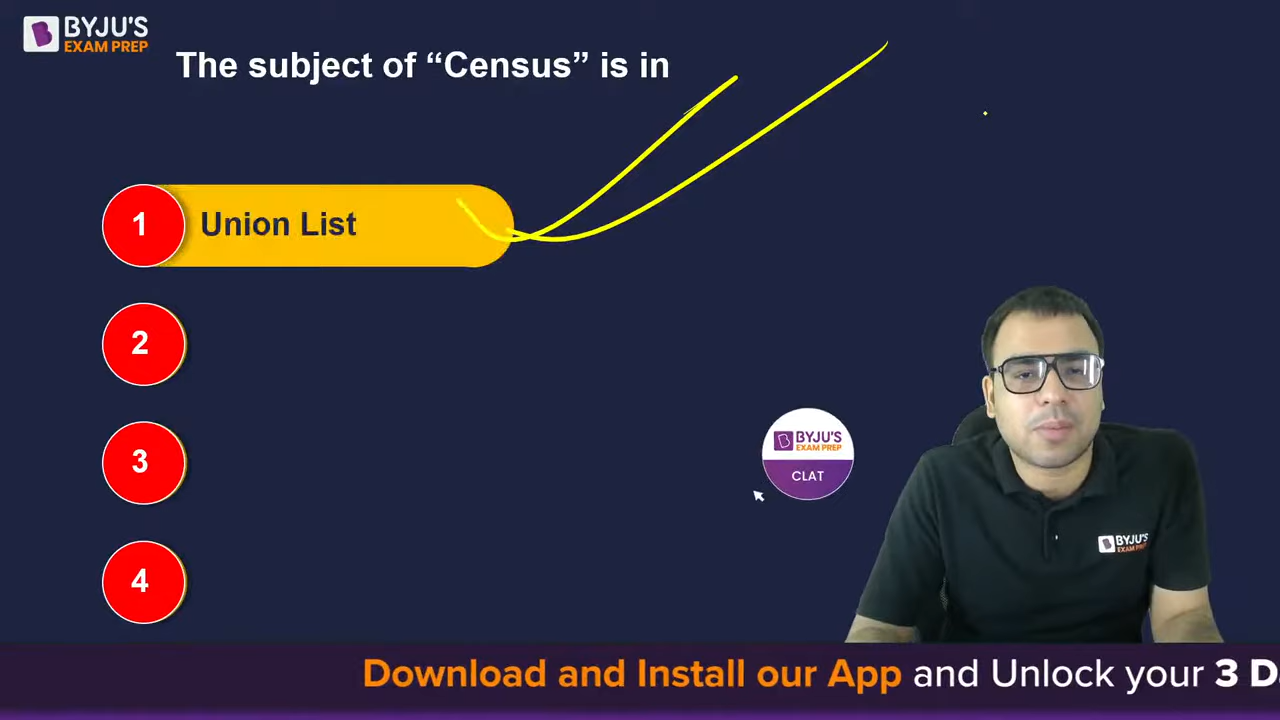 BYJU'S
EXAM PREP
The subject of “Census” is in
1 Union List
2
3
4
BYJU'S
EXAM PREP
CLAT
BYJU'S
EXAM PREP
Download and Install our App and Unlock your 3 D